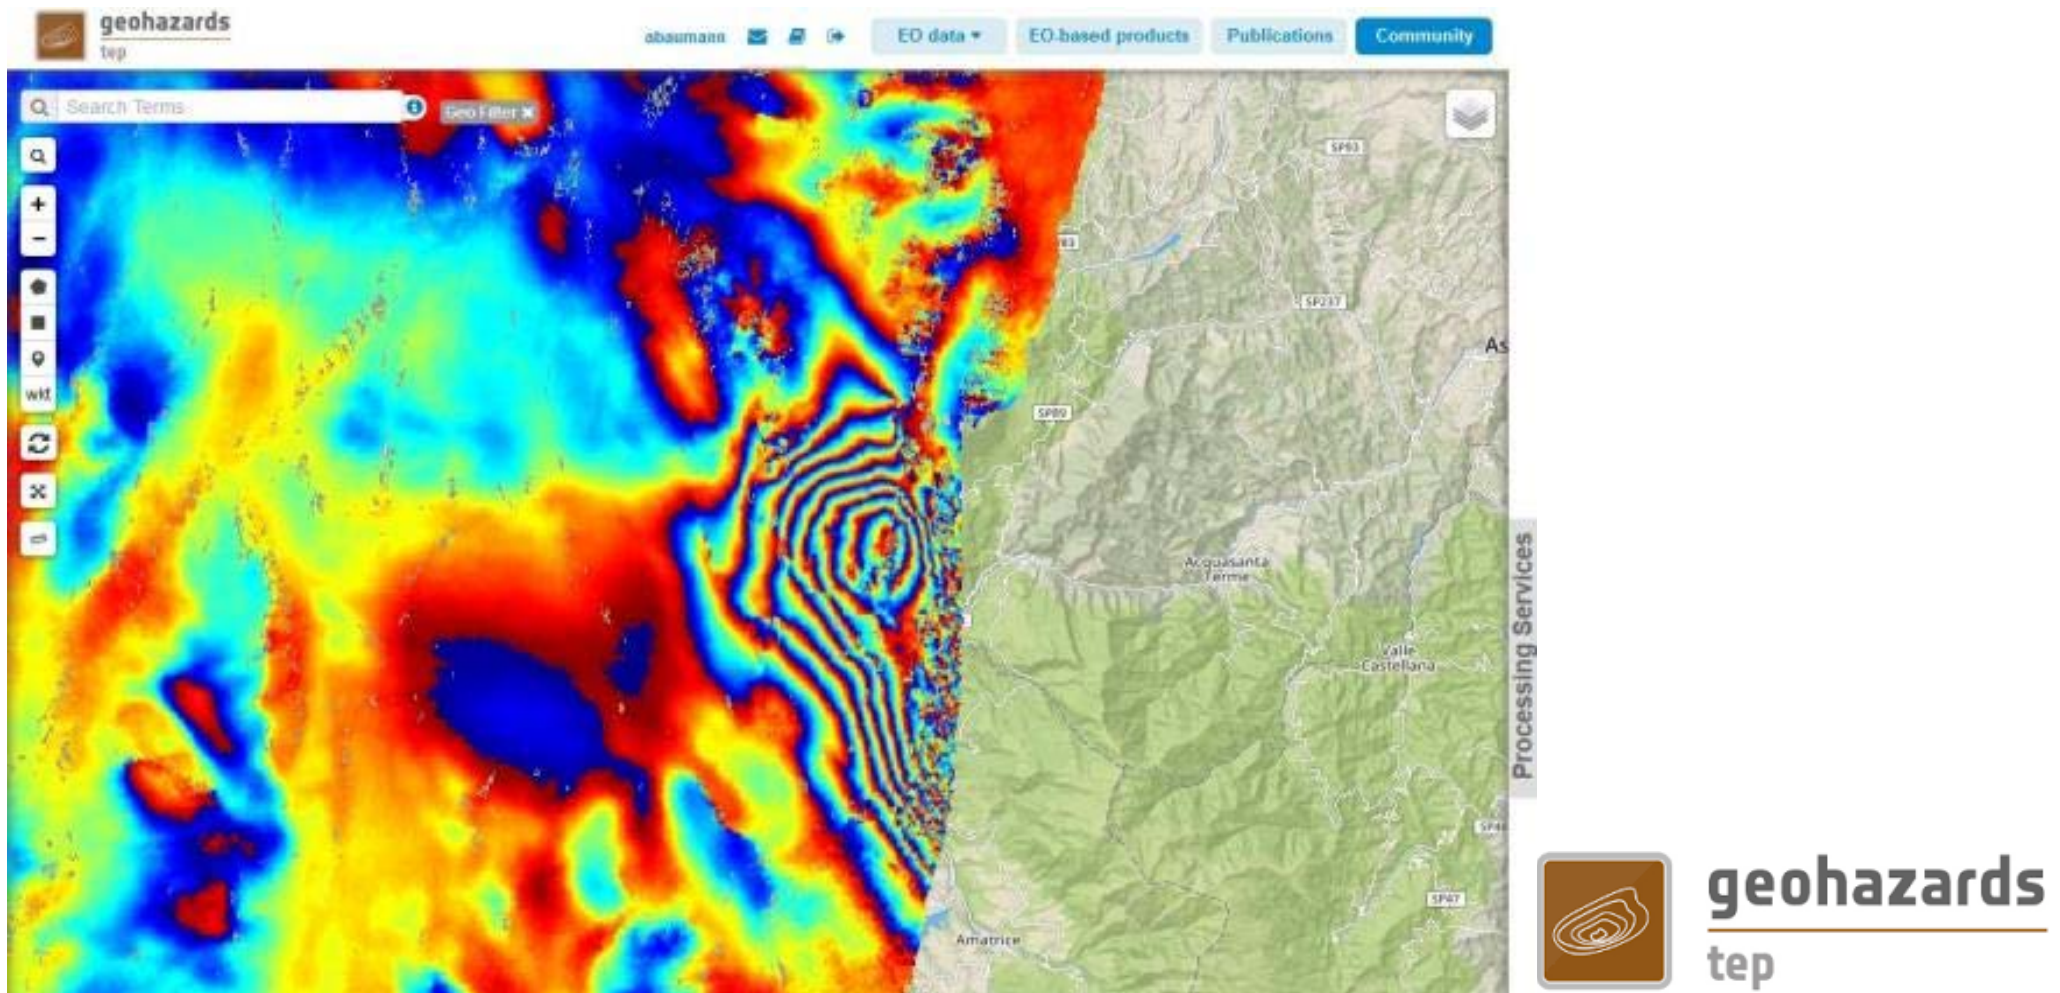 geohazards
tep
abaumann
EO data
EO-based products
Publications
Community
Search Terms
Geo Filter ×
SP93
+
−
SP237
wkt
As
SP89
Acquasanta
Terme
Processing Services
Valle
Castellana
SP47
Amatrice
geohazards
tep